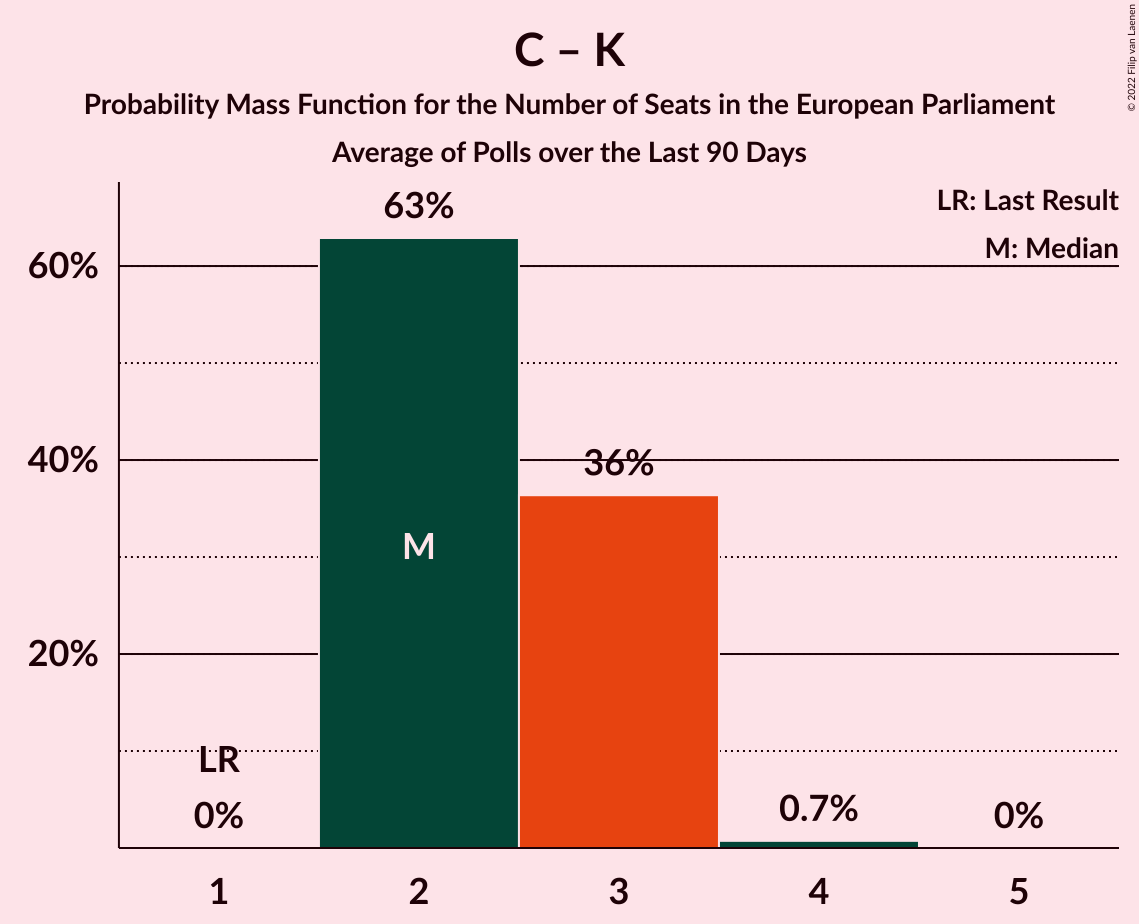 C – K
Probability Mass Function for the Number of Seats in the European Parliament
Average of Polls over the Last 90 Days
© 2022 Filip van Laenen
LR: Last Result
M: Median
63%
60%
40%
36%
M
20%
LR
0%
0.7%
0%
1 2 3 4 5